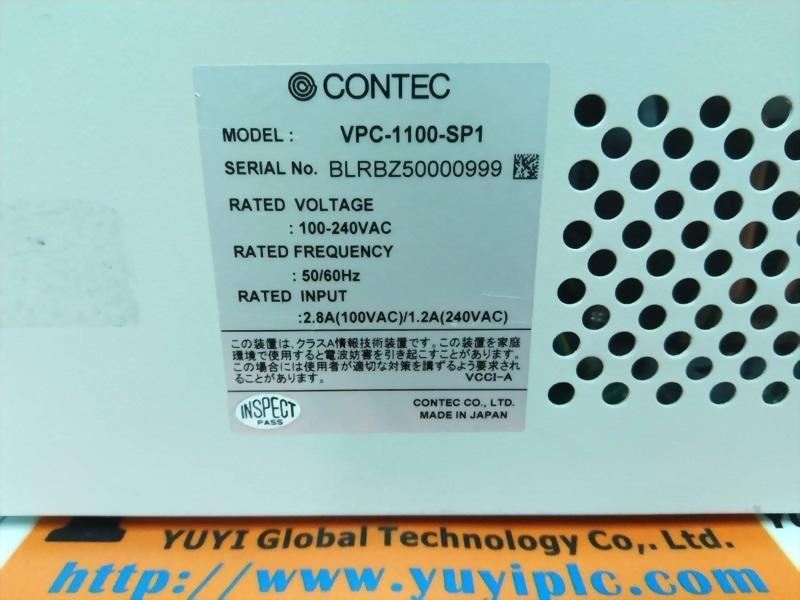 CONTEC
MODEL : VPC-1100-SP1
SERIAL No. BLRBZ50000999
RATED VOLTAGE
: 100-240VAC
RATED FREQUENCY
: 50/60Hz
RATED INPUT
:2.8A(100VAC)/1.2A(240VAC)
この装置は、クラスA情報技術装置です。この装置を家庭
環境で使用すると電波妨害を引き起こすことがあります。
この場合には使用者が適切な対策を講ずるよう要求され
ることがあります。 VCCI-A
INSPECT
PASS
CONTEC CO., LTD.
MADE IN JAPAN
YUYI Global Technology Co,. Ltd.
http://www.yuyiplc.com